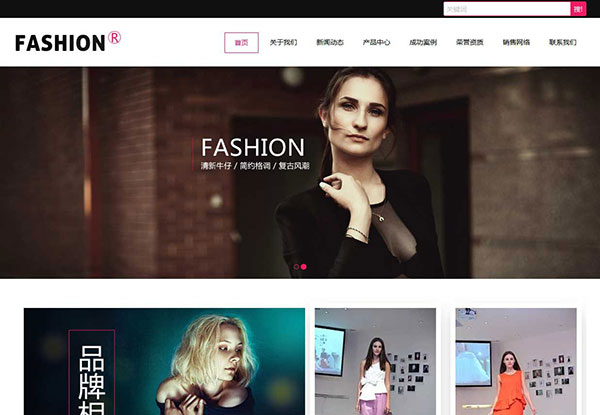 关键词
搜!
FASHION®
首页 关于我们 新闻动态 产品中心 成功案例 荣誉资质 销售网络 联系我们
FASHION
清新牛仔 / 简约格调 / 复古风潮
品牌相